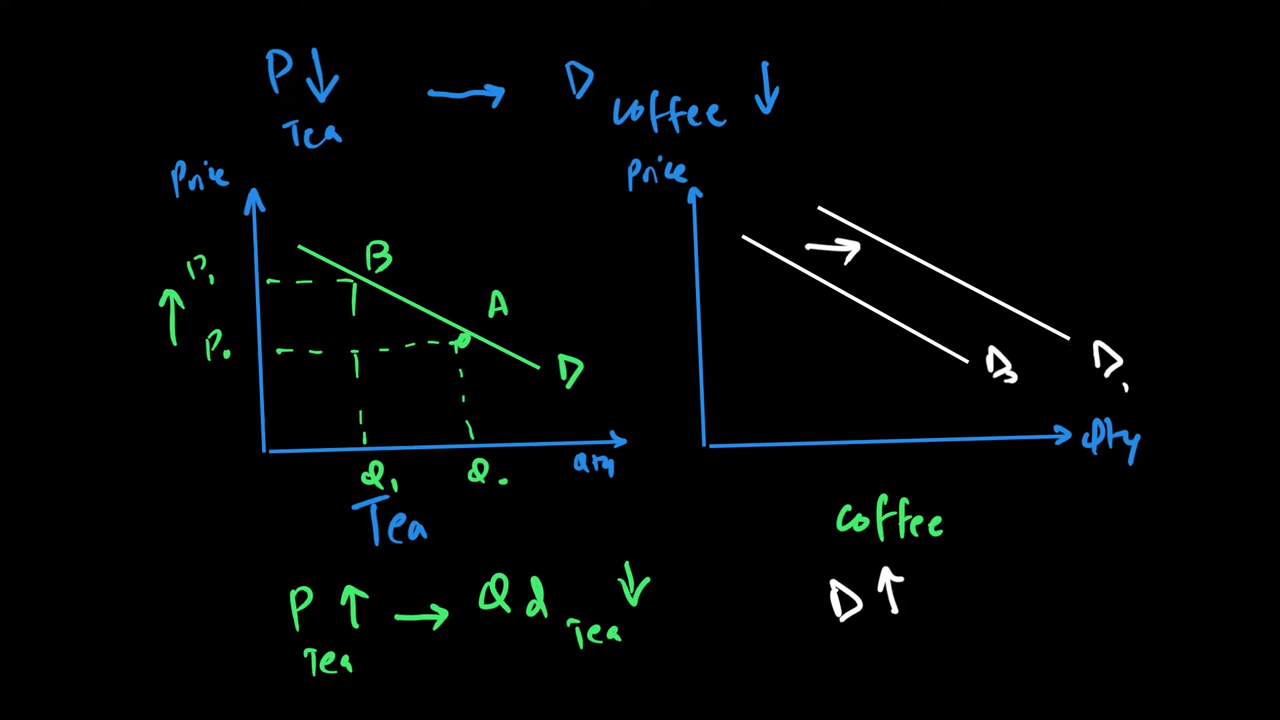 P↓ Tea → D coffee ↓
Price
Price
B
P₁
A
↑
P₀
D
D₀
D₁
Qty
Qty
Q₁ Q₀
Tea
coffee
P↑ Tea → Qd Tea ↓
D↑